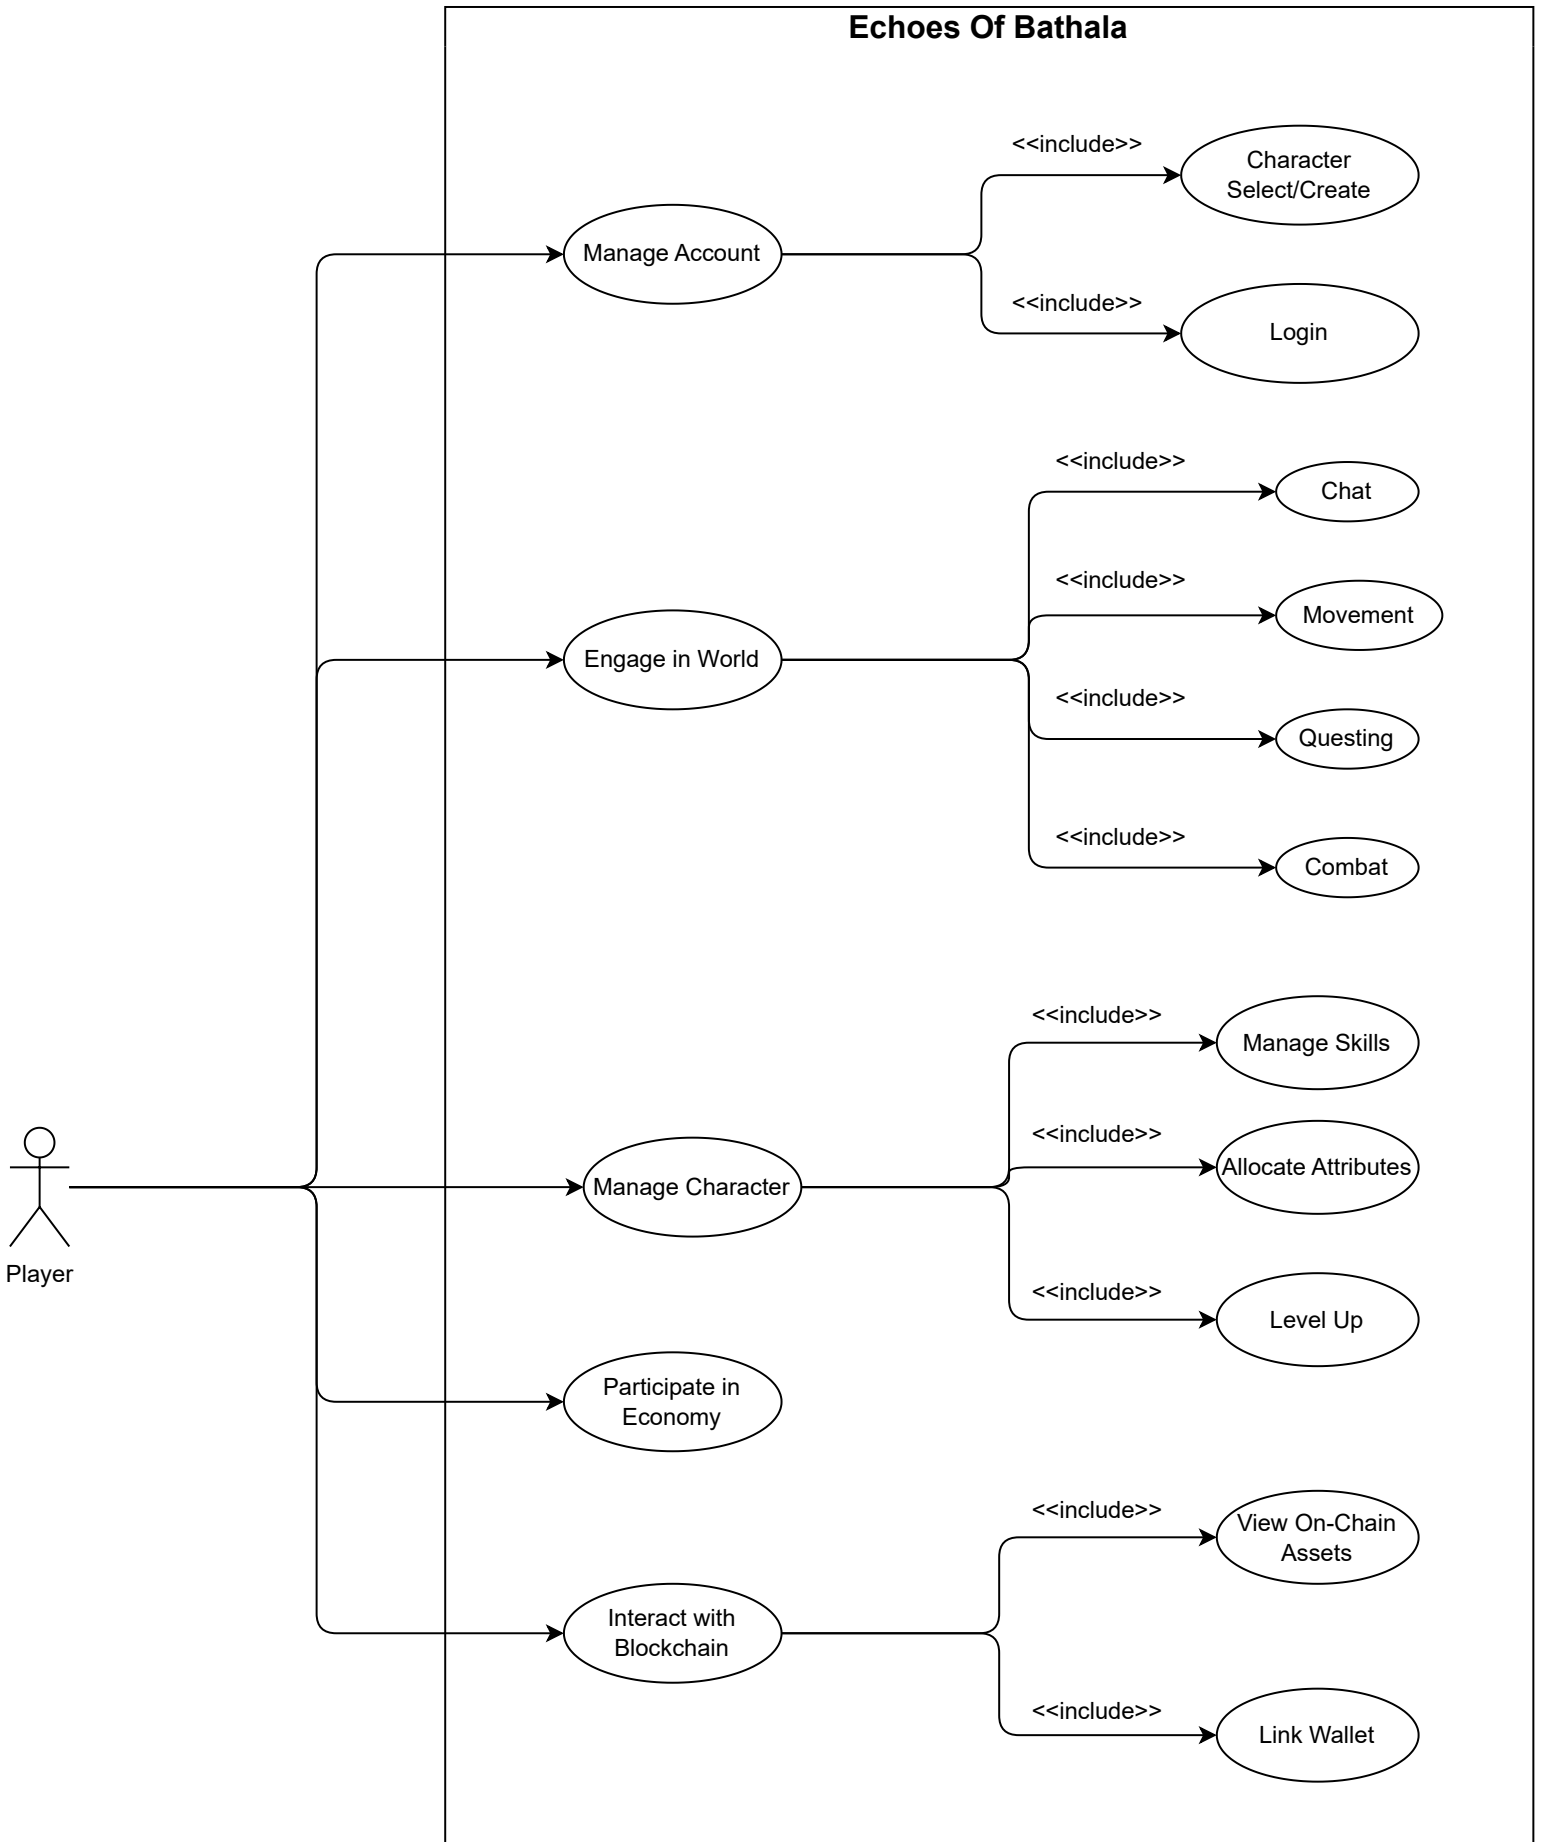 Echoes Of Bathala
<<include>>
Character
Select/Create
Manage Account
<<include>>
Login
<<include>>
Chat
<<include>>
Movement
Engage in World
<<include>>
Questing
<<include>>
Combat
<<include>>
Manage Skills
<<include>>
Allocate Attributes
Manage Character
Player
<<include>>
Level Up
Participate in
Economy
<<include>>
View On-Chain
Assets
Interact with
Blockchain
<<include>>
Link Wallet